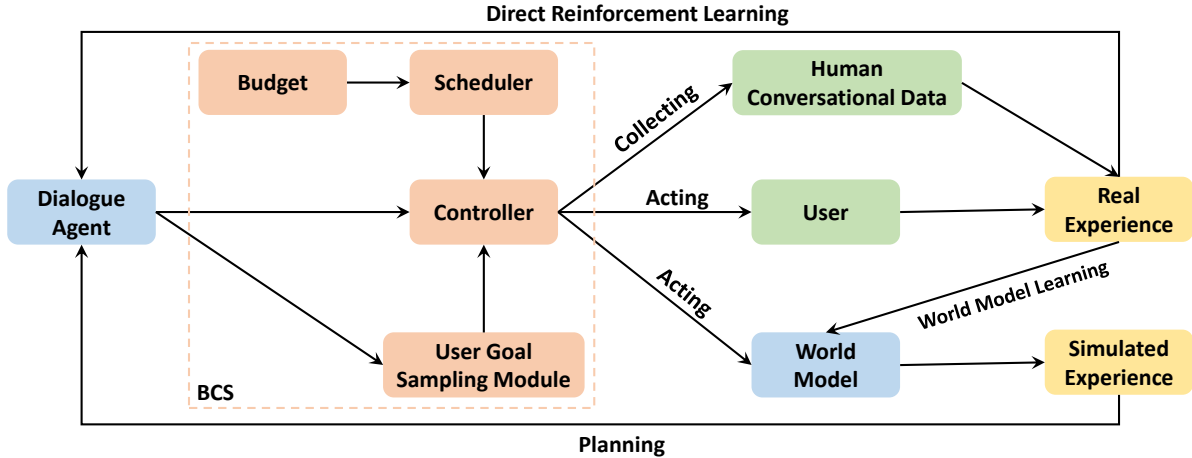 Direct Reinforcement Learning
Budget
Scheduler
Human
Conversational Data
Collecting
Dialogue
Agent
Controller
Acting
User
Real
Experience
Acting
World Model Learning
User Goal
Sampling Module
World
Model
Simulated
Experience
BCS
Planning